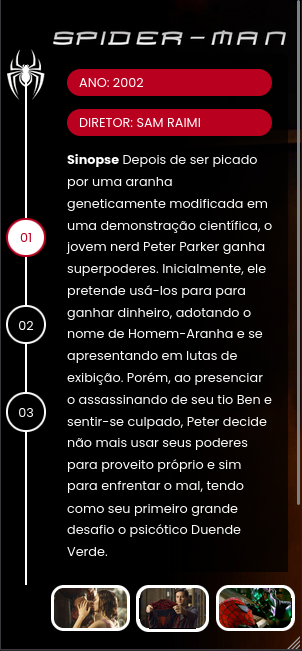 SPIDER-MAN
ANO: 2002
DIRETOR: SAM RAIMI
Sinopse Depois de ser picado
por uma aranha
geneticamente modificada em
uma demonstração científica, o
jovem nerd Peter Parker ganha
superpoderes. Inicialmente, ele
pretende usá-los para para
ganhar dinheiro, adotando o
nome de Homem-Aranha e se
apresentando em lutas de
exibição. Porém, ao presenciar
o assassinando de seu tio Ben e
sentir-se culpado, Peter decide
não mais usar seus poderes
para proveito próprio e sim
para enfrentar o mal, tendo
como seu primeiro grande
desafio o psicótico Duende
Verde.
01
02
03